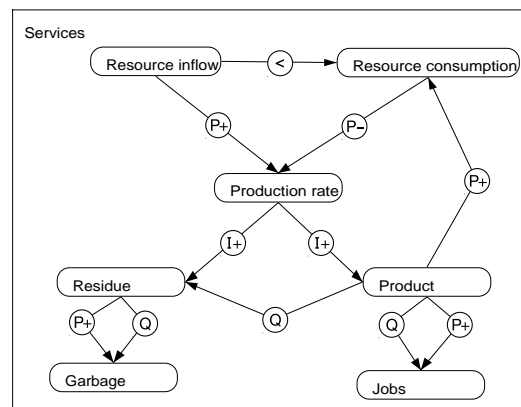 Services
Resource inflow
<
Resource consumption
P+
P−
P+
Production rate
I+
I+
Residue
Product
Q
P+
Q
Q
P+
Garbage
Jobs